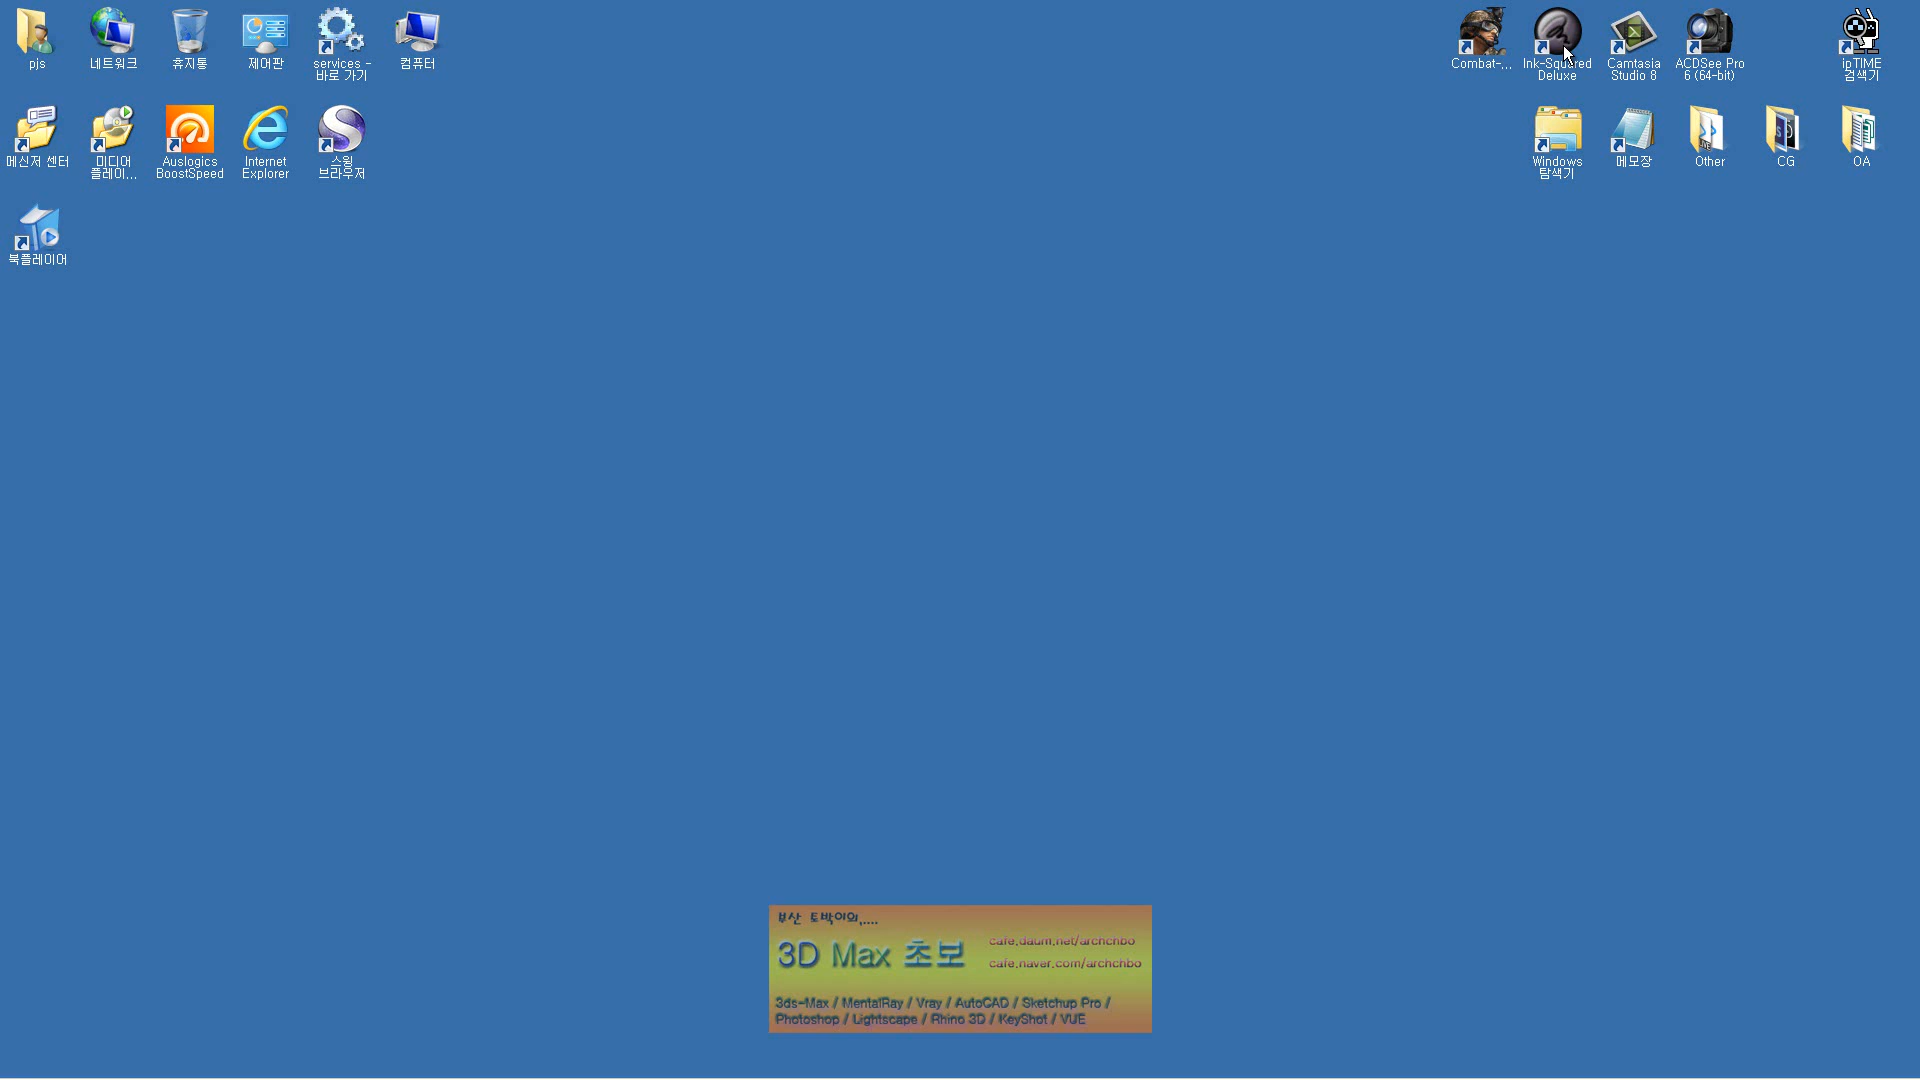 pjs
네트워크
휴지통
제어판
services -
바로 가기
컴퓨터
Combat-...
Ink-Squared
Deluxe
Camtasia
Studio 8
ACDSee Pro
6 (64-bit)
ipTIME
검색기
메신저 센터
미디어
플레이...
Auslogics
BoostSpeed
Internet
Explorer
스윙
브라우저
Windows
탐색기
메모장
Other
CG
OA
북플레이어
부산 토박이의,....
3D Max 초보
cafe.daum.net/archchbo
cafe.naver.com/archchbo
3ds-Max / MentalRay / Vray / AutoCAD / Sketchup Pro /
Photoshop / Lightscape / Rhino 3D / KeyShot / VUE